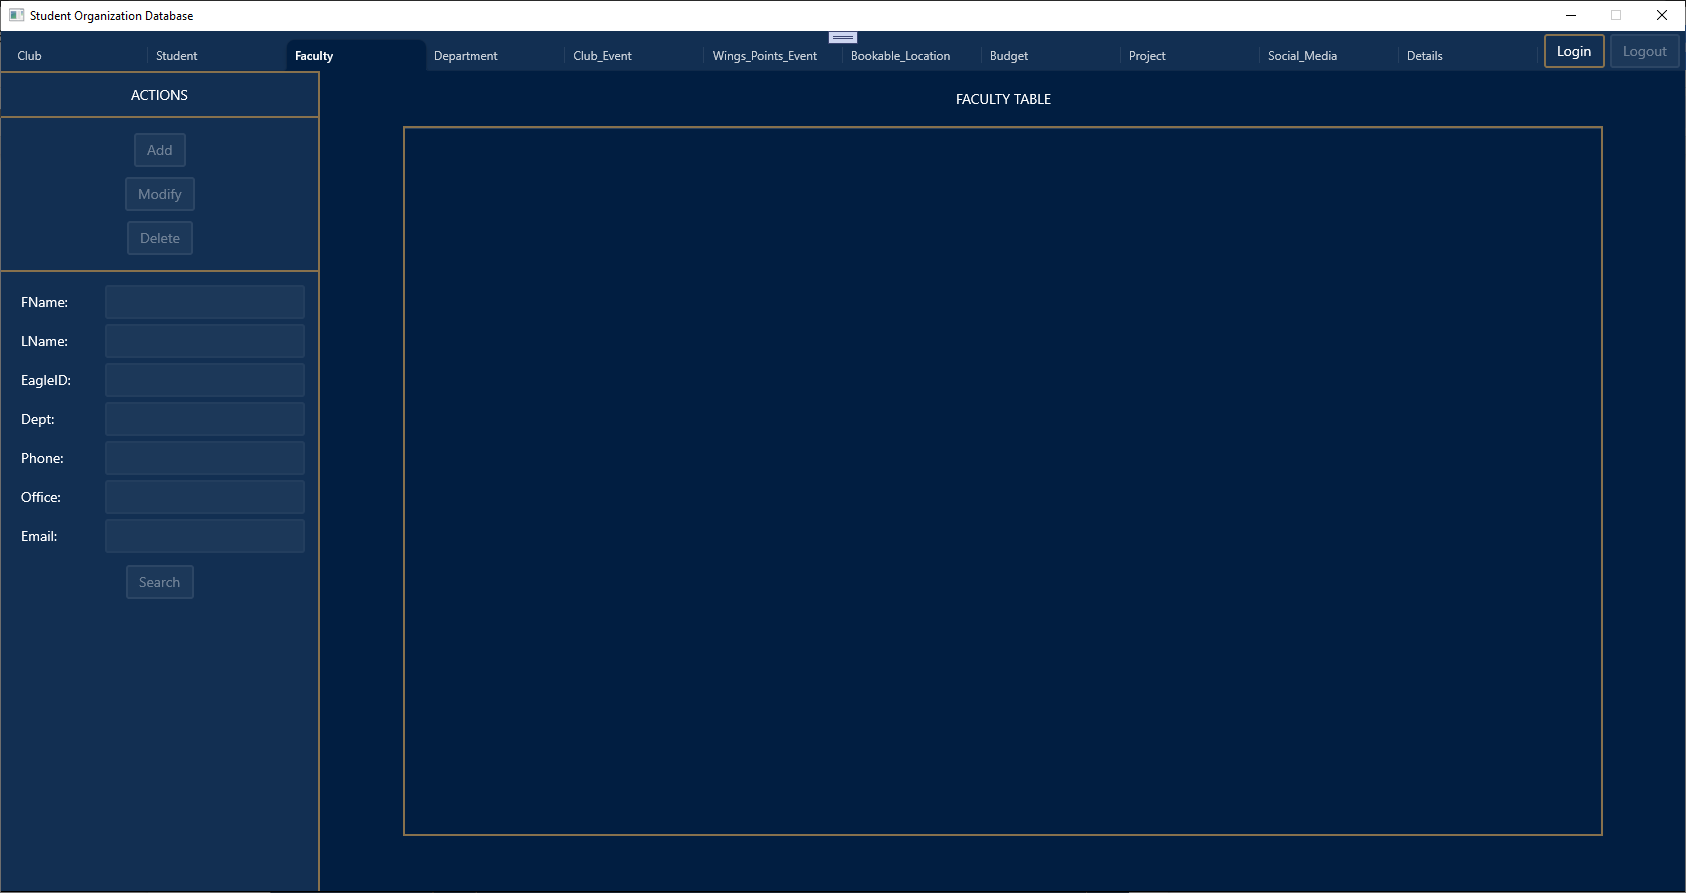 Student Organization Database
Club Student Faculty Department Club_Event Wings_Points_Event Bookable_Location Budget Project Social_Media Details Login Logout
ACTIONS
FACULTY TABLE
Add
Modify
Delete
FName:
LName:
EagleID:
Dept:
Phone:
Office:
Email:
Search